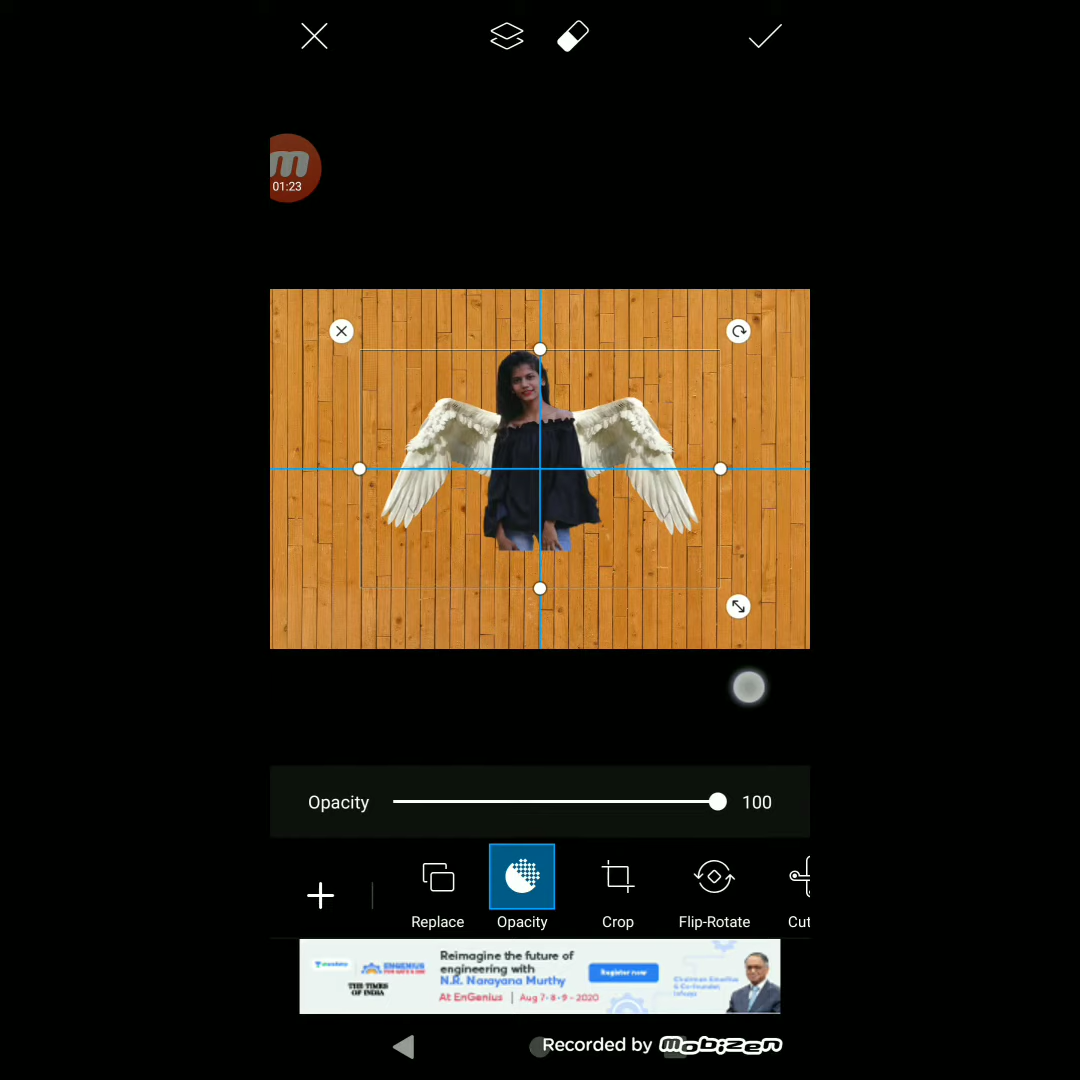 m
01:23
Opacity
100
Replace
Opacity
Crop
Flip-Rotate
Cut
Reimagine the future of
engineering with
N.R. Narayana Murthy
At EnGenius | Aug 7-8-9 - 2020
THE TIMES
OF INDIA
Register now
Recorded by mobizen